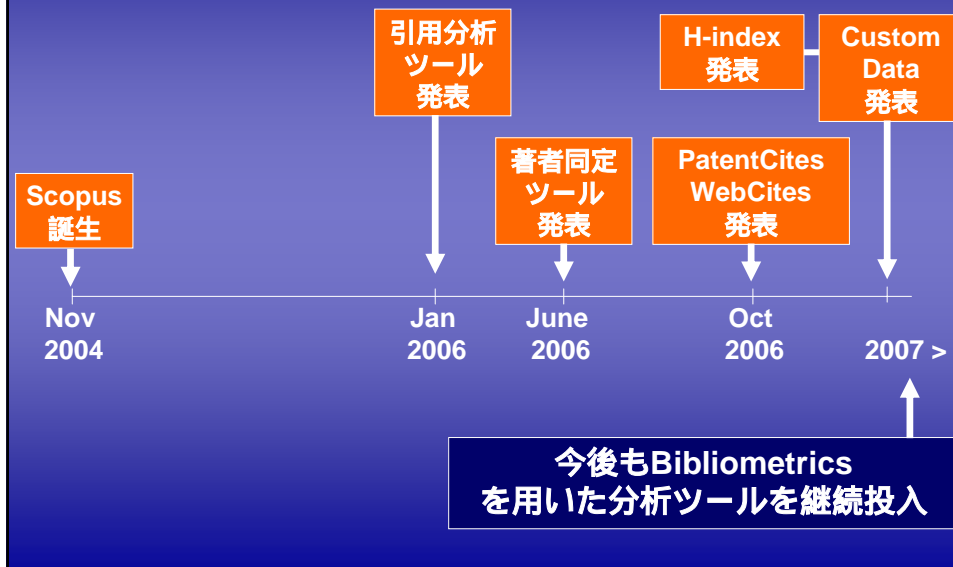 引用分析
ツール
発表
H-index
発表
Custom
Data
発表
著者同定
ツール
発表
PatentCites
WebCites
発表
Scopus
誕生
Nov
2004
Jan
2006
June
2006
Oct
2006
2007 >
今後もBibliometrics
を用いた分析ツールを継続投入